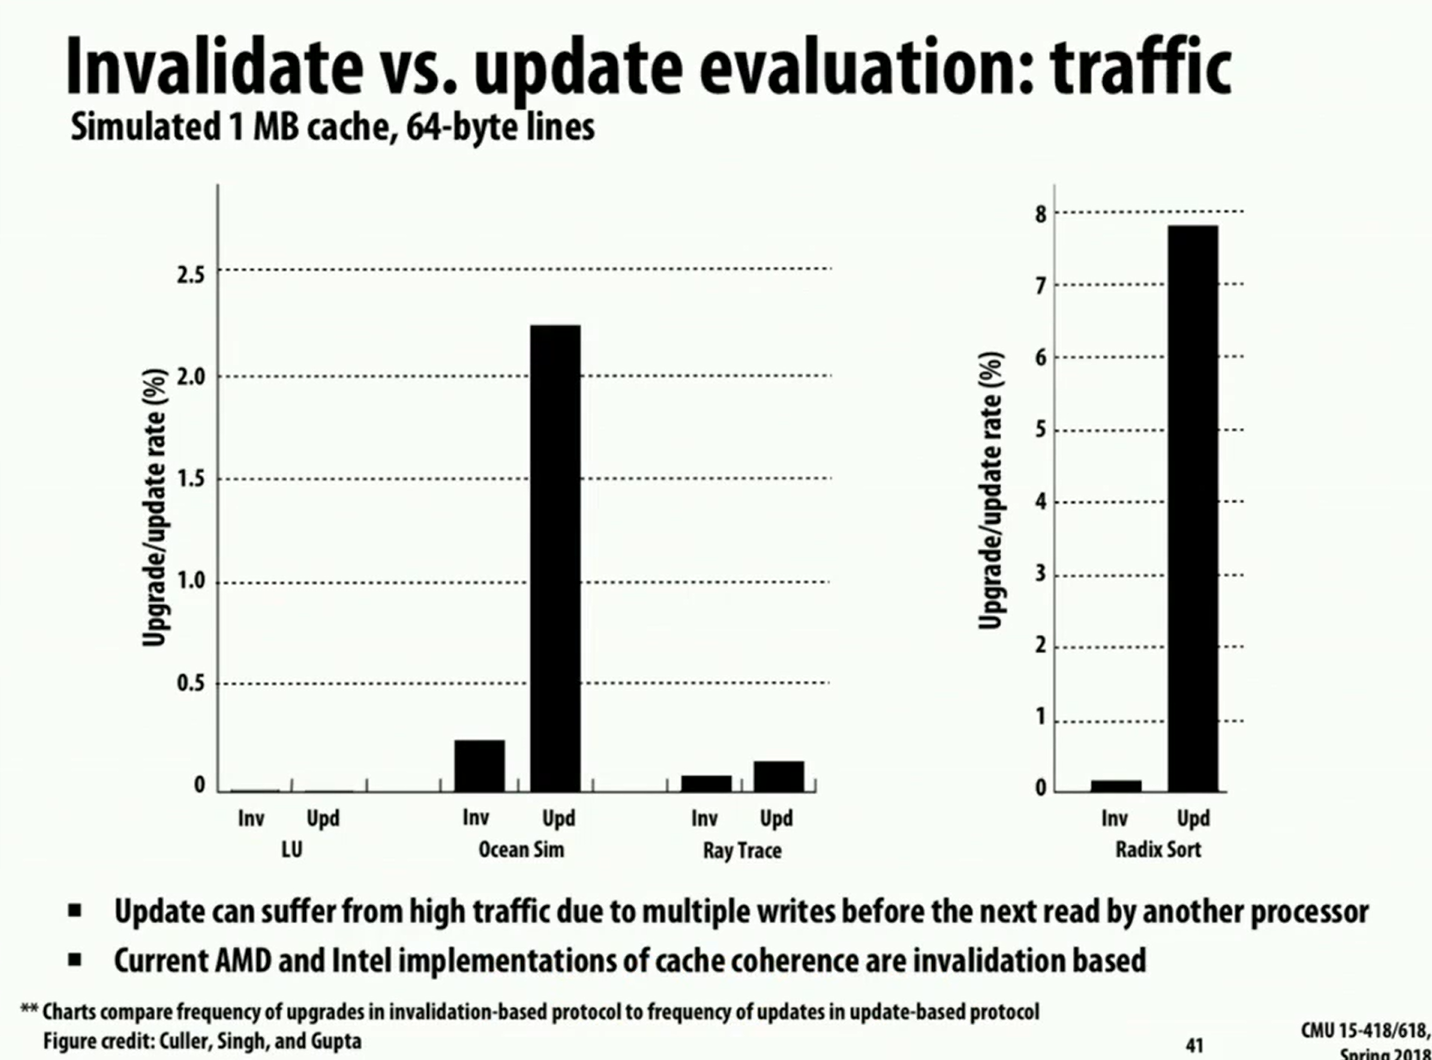 Invalidate vs. update evaluation: traffic
Simulated 1 MB cache, 64-byte lines
Upgrade/update rate (%)
2.5
2.0
1.5
1.0
0.5
0
Inv Upd Inv Upd Inv Upd
LU Ocean Sim Ray Trace
Upgrade/update rate (%)
8
7
6
5
4
3
2
1
0
Inv Upd
Radix Sort
■ Update can suffer from high traffic due to multiple writes before the next read by another processor
■ Current AMD and Intel implementations of cache coherence are invalidation based
** Charts compare frequency of upgrades in invalidation-based protocol to frequency of updates in update-based protocol
Figure credit: Culler, Singh, and Gupta
41
CMU 15-418/618,
Spring 2018